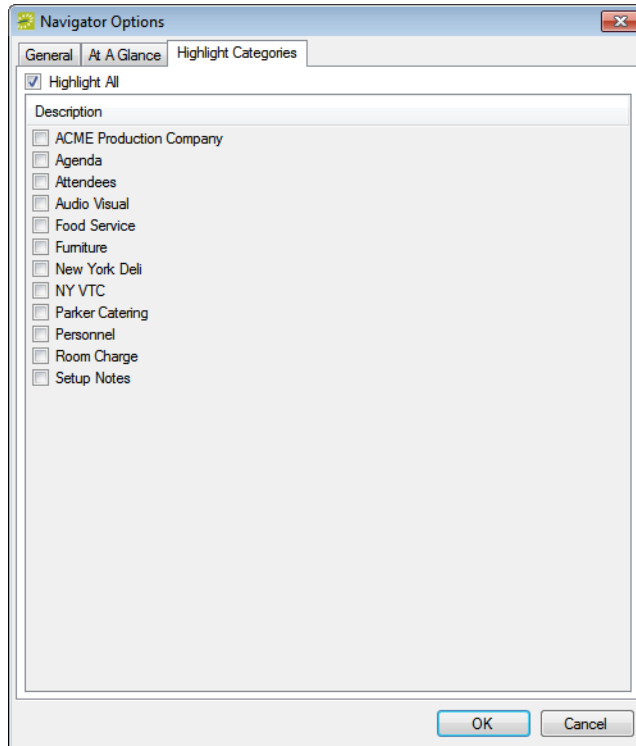 Navigator Options
General At A Glance Highlight Categories
Highlight All
Description
ACME Production Company
Agenda
Attendees
Audio Visual
Food Service
Furniture
New York Deli
NY VTC
Parker Catering
Personnel
Room Charge
Setup Notes
OK Cancel